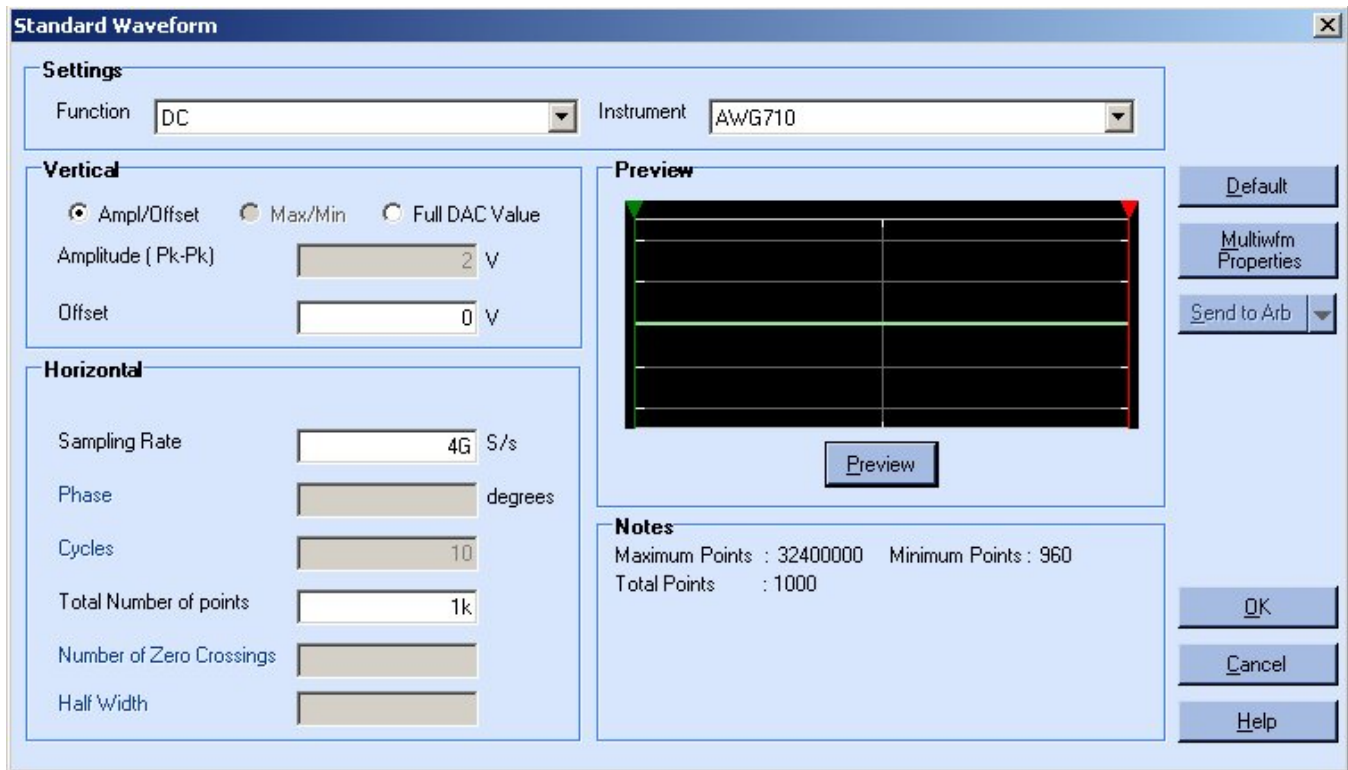 Standard Waveform
Settings
Function DC Instrument AWG710
Vertical
Ampl/Offset Max/Min Full DAC Value
Amplitude ( Pk-Pk) 2 V
Offset 0 V
Horizontal
Sampling Rate 4G S/s
Phase degrees
Cycles 10
Total Number of points 1k
Number of Zero Crossings
Half Width
Preview
Preview
Notes
Maximum Points : 32400000 Minimum Points : 960
Total Points : 1000
Default
Multiwfm
Properties
Send to Arb
OK
Cancel
Help